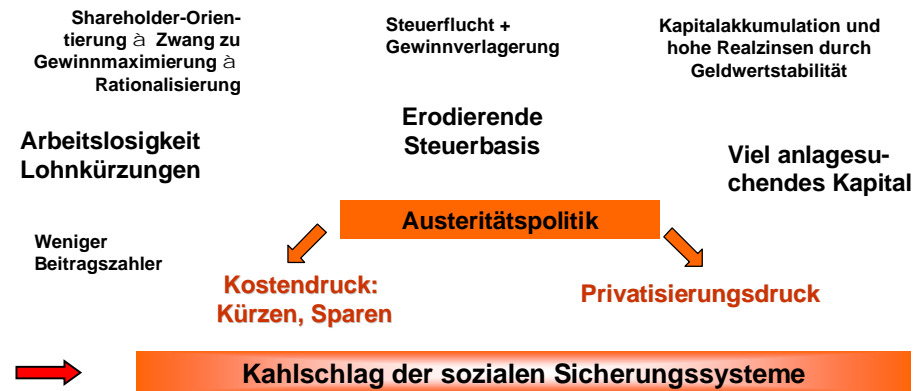 Shareholder-Orien-
tierung à Zwang zu
Gewinnmaximierung à
Rationalisierung
Steuerflucht +
Gewinnverlagerung
Kapitalakkumulation und
hohe Realzinsen durch
Geldwertstabilität
Arbeitslosigkeit
Lohnkürzungen
Erodierende
Steuerbasis
Viel anlagesu-
chendes Kapital
Austeritätspolitik
Weniger
Beitragszahler
Kostendruck:
Kürzen, Sparen
Privatisierungsdruck
Kahlschlag der sozialen Sicherungssysteme